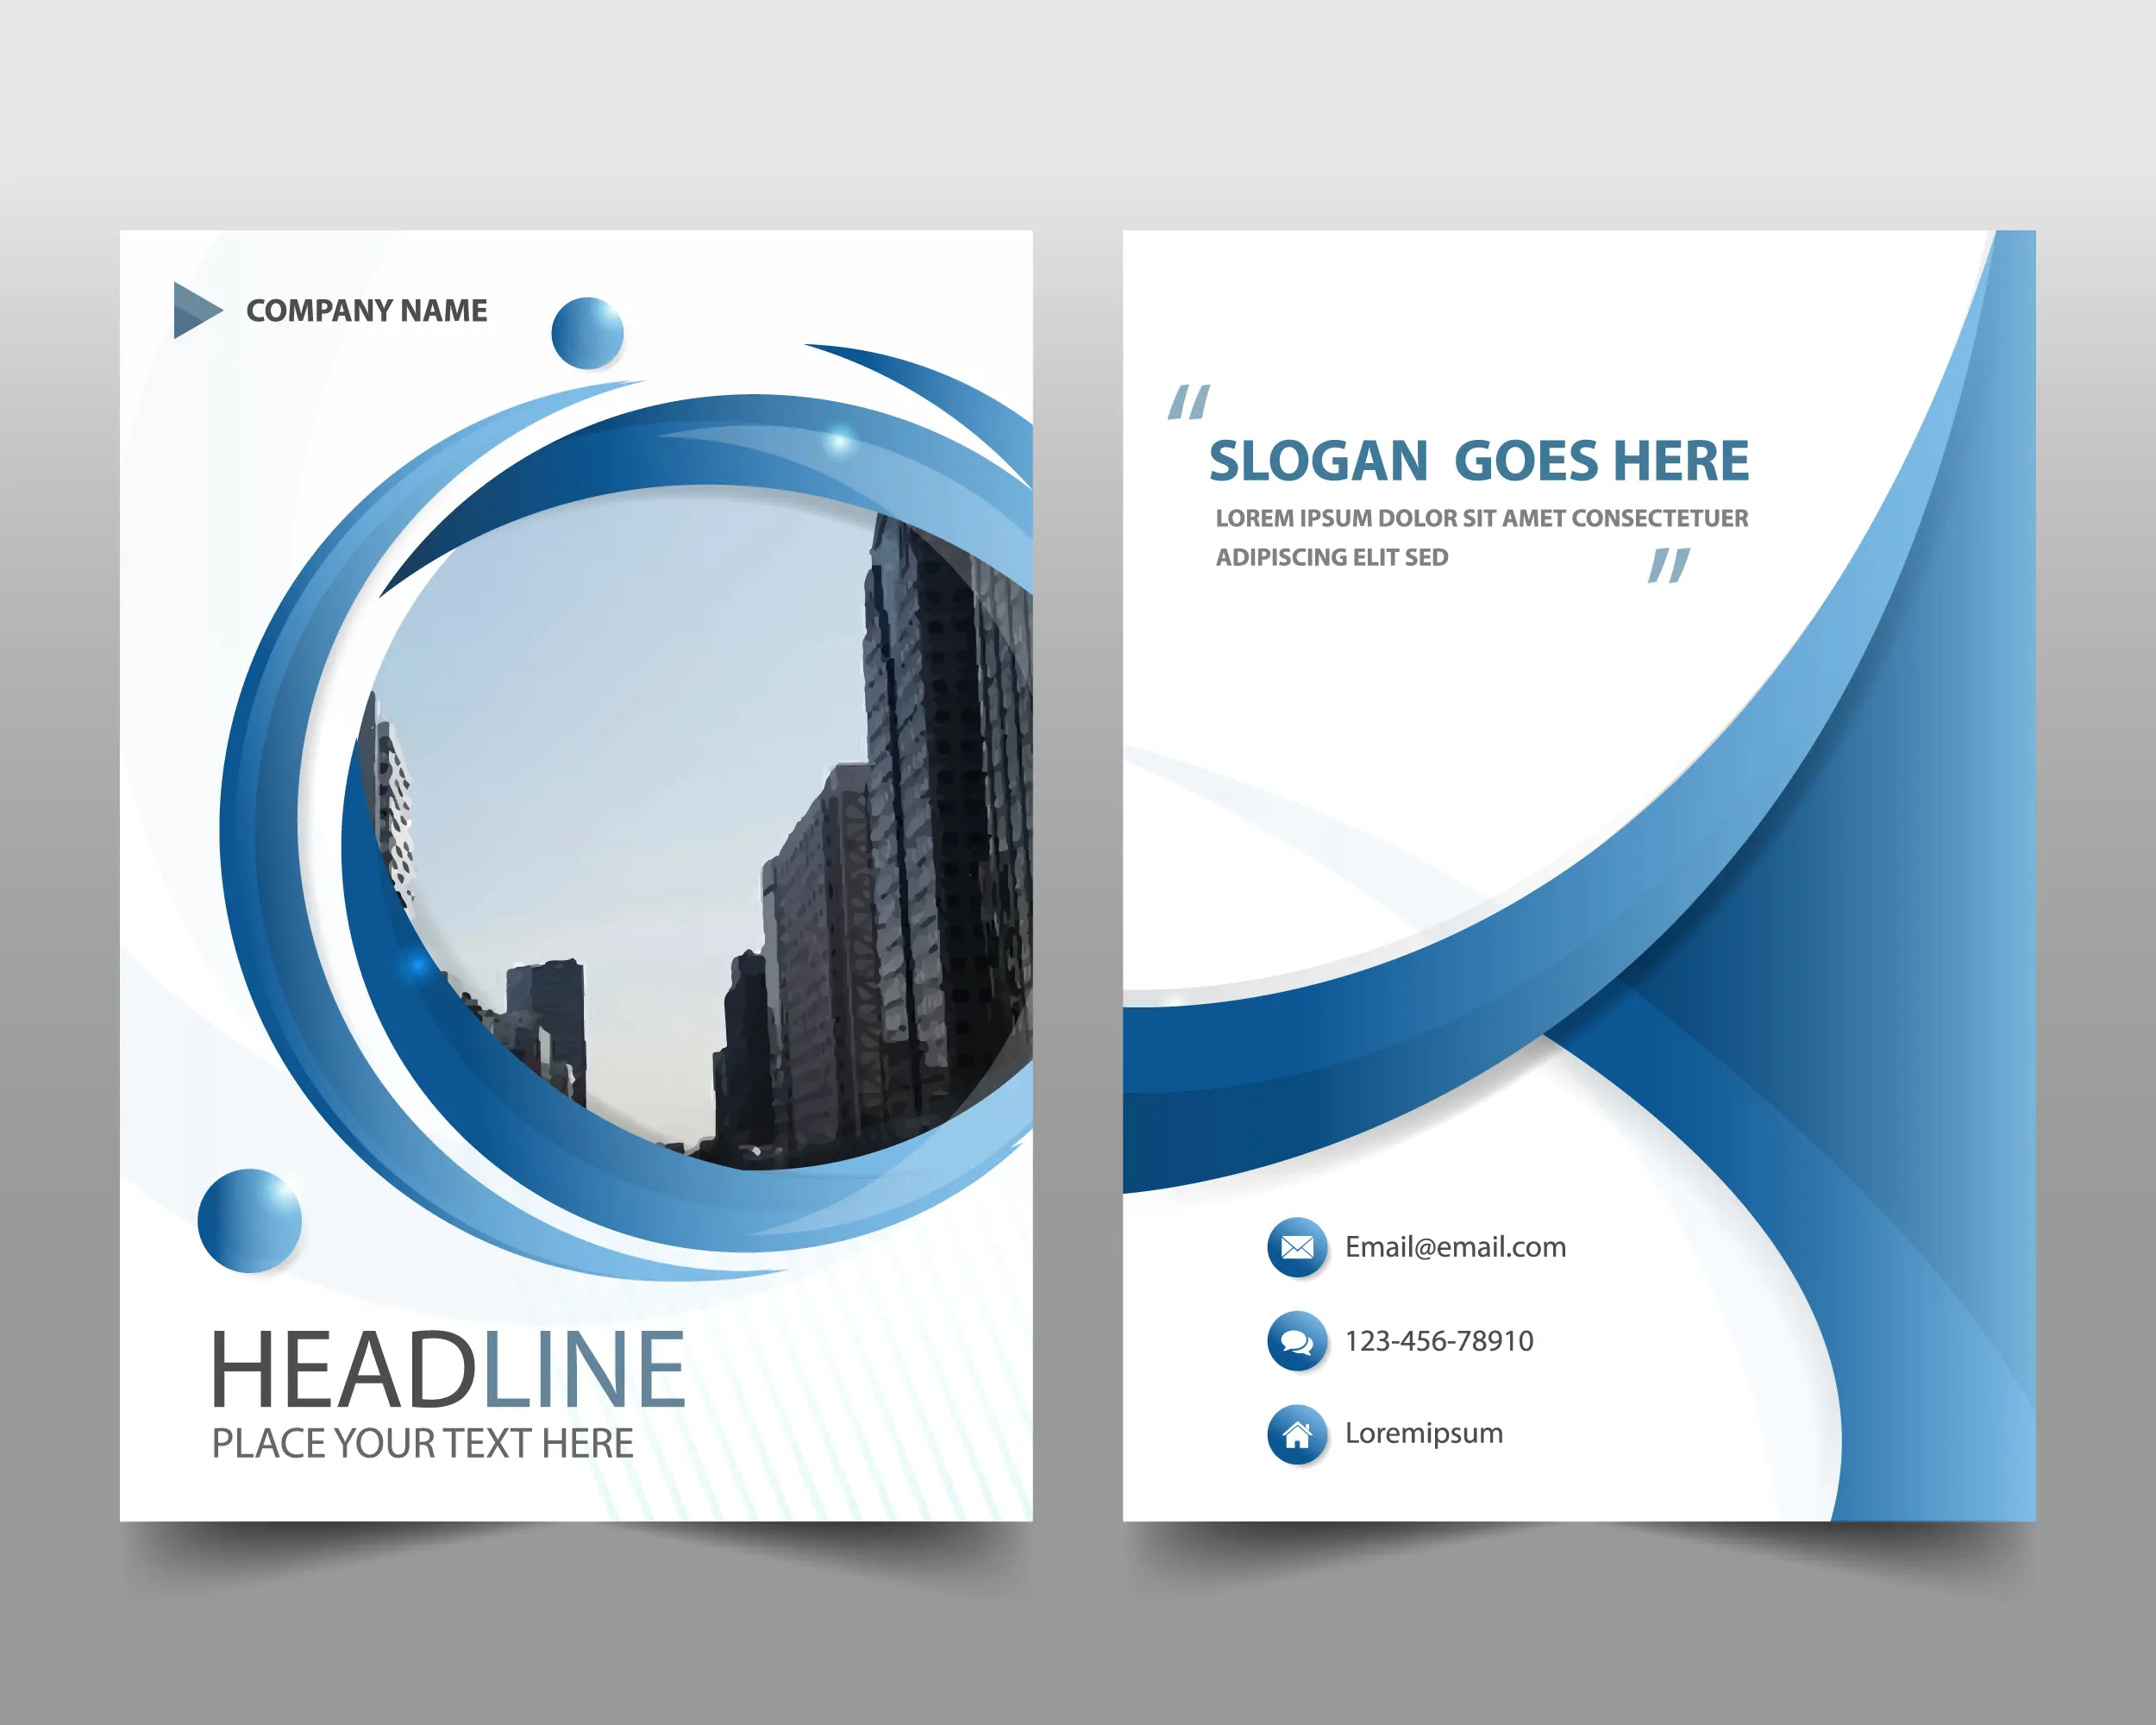 COMPANY NAME
HEADLINE
PLACE YOUR TEXT HERE
“
SLOGAN GOES HERE
LOREM IPSUM DOLOR SIT AMET CONSECTETUER
ADIPISCING ELIT SED
”
Email@email.com
123-456-78910
Loremipsum